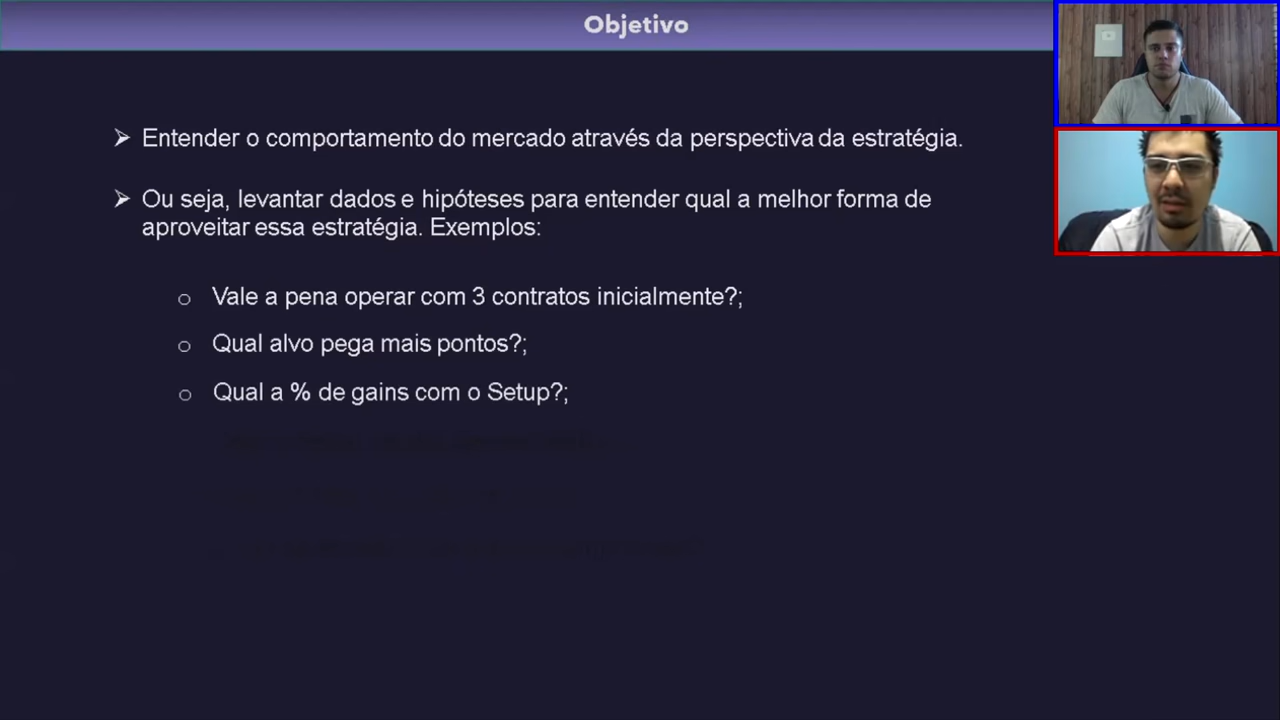 Objetivo
➢ Entender o comportamento do mercado através da perspectiva da estratégia.
➢ Ou seja, levantar dados e hipóteses para entender qual a melhor forma de
aproveitar essa estratégia. Exemplos:
o Vale a pena operar com 3 contratos inicialmente?;
o Qual alvo pega mais pontos?;
o Qual a % de gains com o Setup?;